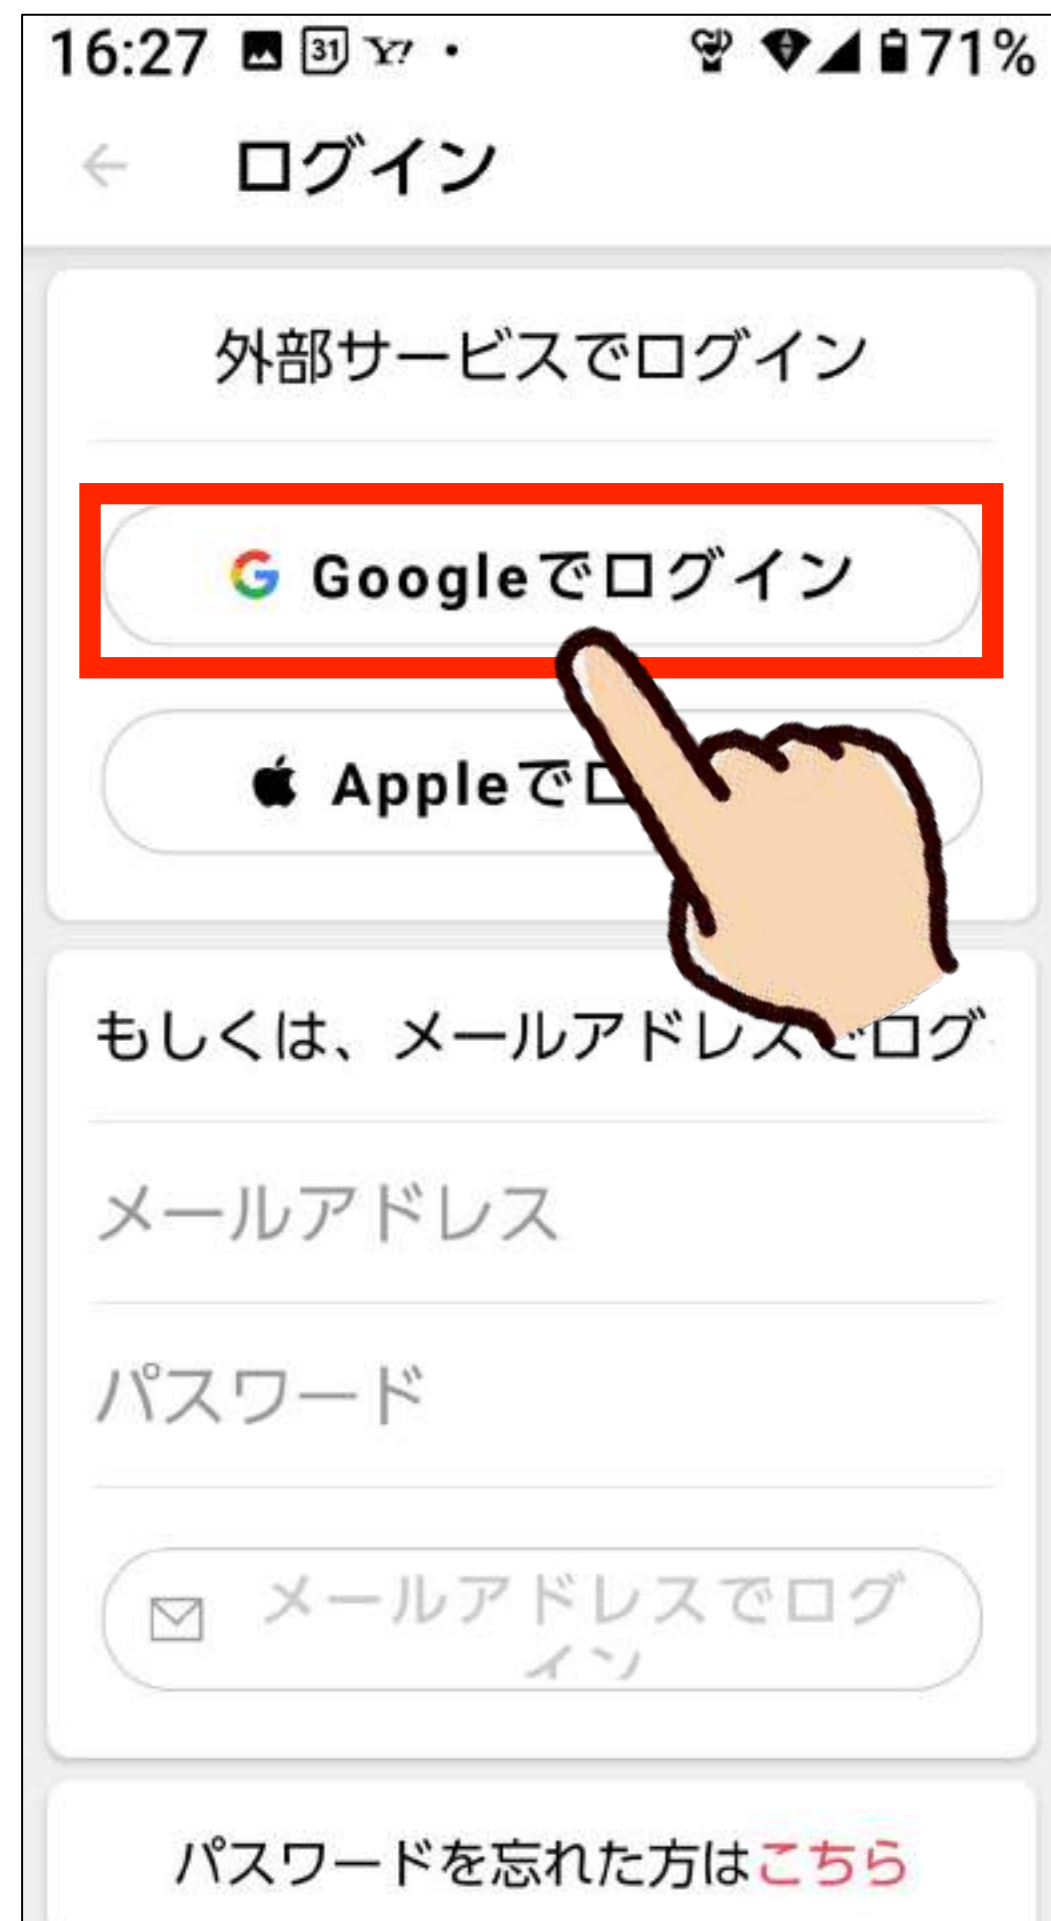 16:27 31 Y! 71%
ログイン
外部サービスでログイン
Googleでログイン
Appleでロ
もしくは、メールアドレスでログ
メールアドレス
パスワード
メールアドレスでログ
イン
パスワードを忘れた方はこちら